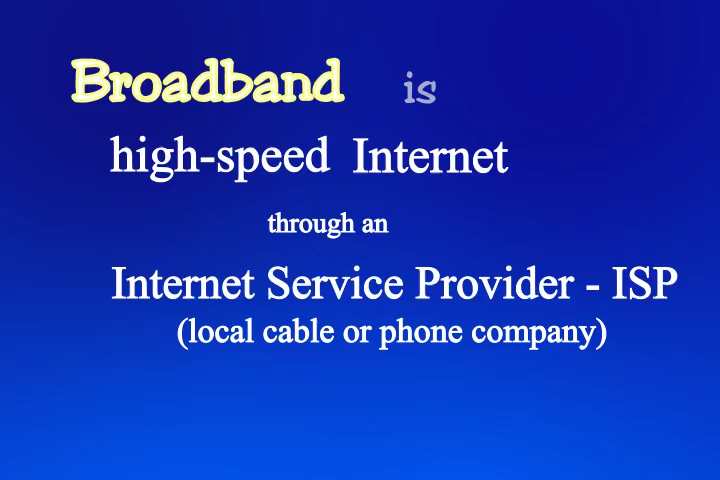 Broadband is
high-speed Internet
through an
Internet Service Provider - ISP
(local cable or phone company)